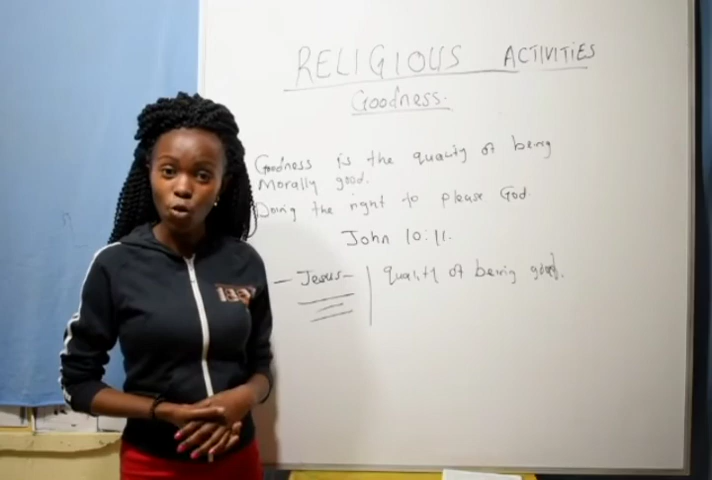 RELIGIOUS ACTIVITIES
Goodness.
Goodness is the quality of being
Morally good.
Doing the right to please God
John 10:11.
- Jesus - | quality of being good.